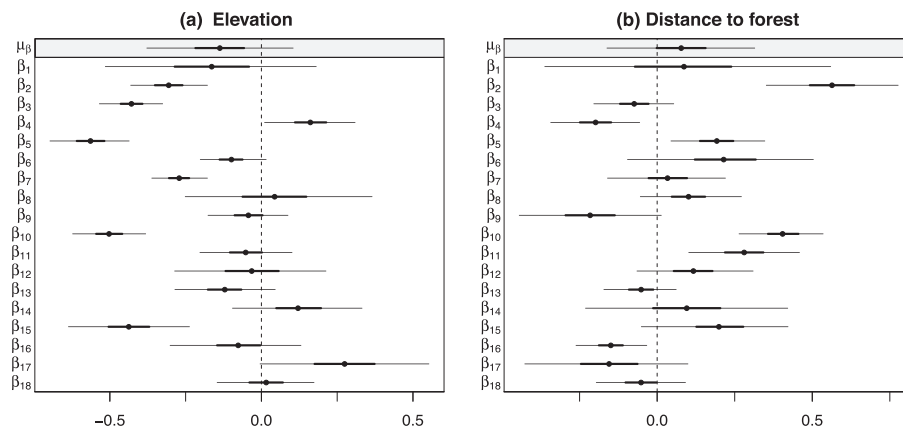 (a) Elevation
(b) Distance to forest
μβ
β1
β2
β3
β4
β5
β6
β7
β8
β9
β10
β11
β12
β13
β14
β15
β16
β17
β18
−0.5 0.0 0.5
μβ
β1
β2
β3
β4
β5
β6
β7
β8
β9
β10
β11
β12
β13
β14
β15
β16
β17
β18
0.0 0.5